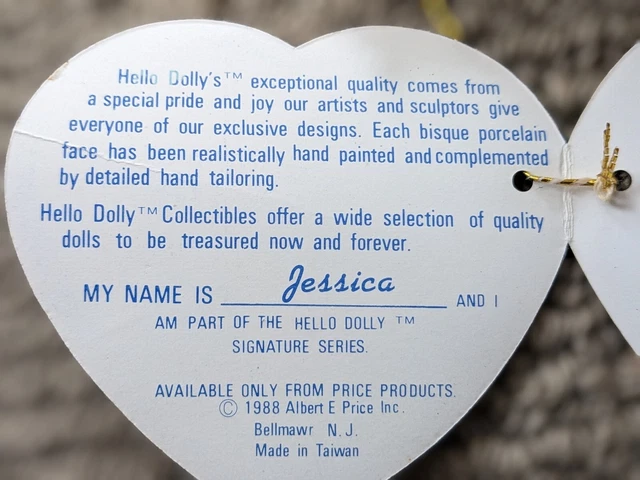 Hello Dolly's™ exceptional quality comes from
a special pride and joy our artists and sculptors give
everyone of our exclusive designs. Each bisque porcelain
face has been realistically hand painted and complemented
by detailed hand tailoring.
Hello Dolly™ Collectibles offer a wide selection of quality
dolls to be treasured now and forever.
MY NAME IS Jessica AND I
AM PART OF THE HELLO DOLLY ™
SIGNATURE SERIES.
AVAILABLE ONLY FROM PRICE PRODUCTS.
© 1988 Albert E Price Inc.
Bellmawr N.J.
Made in Taiwan